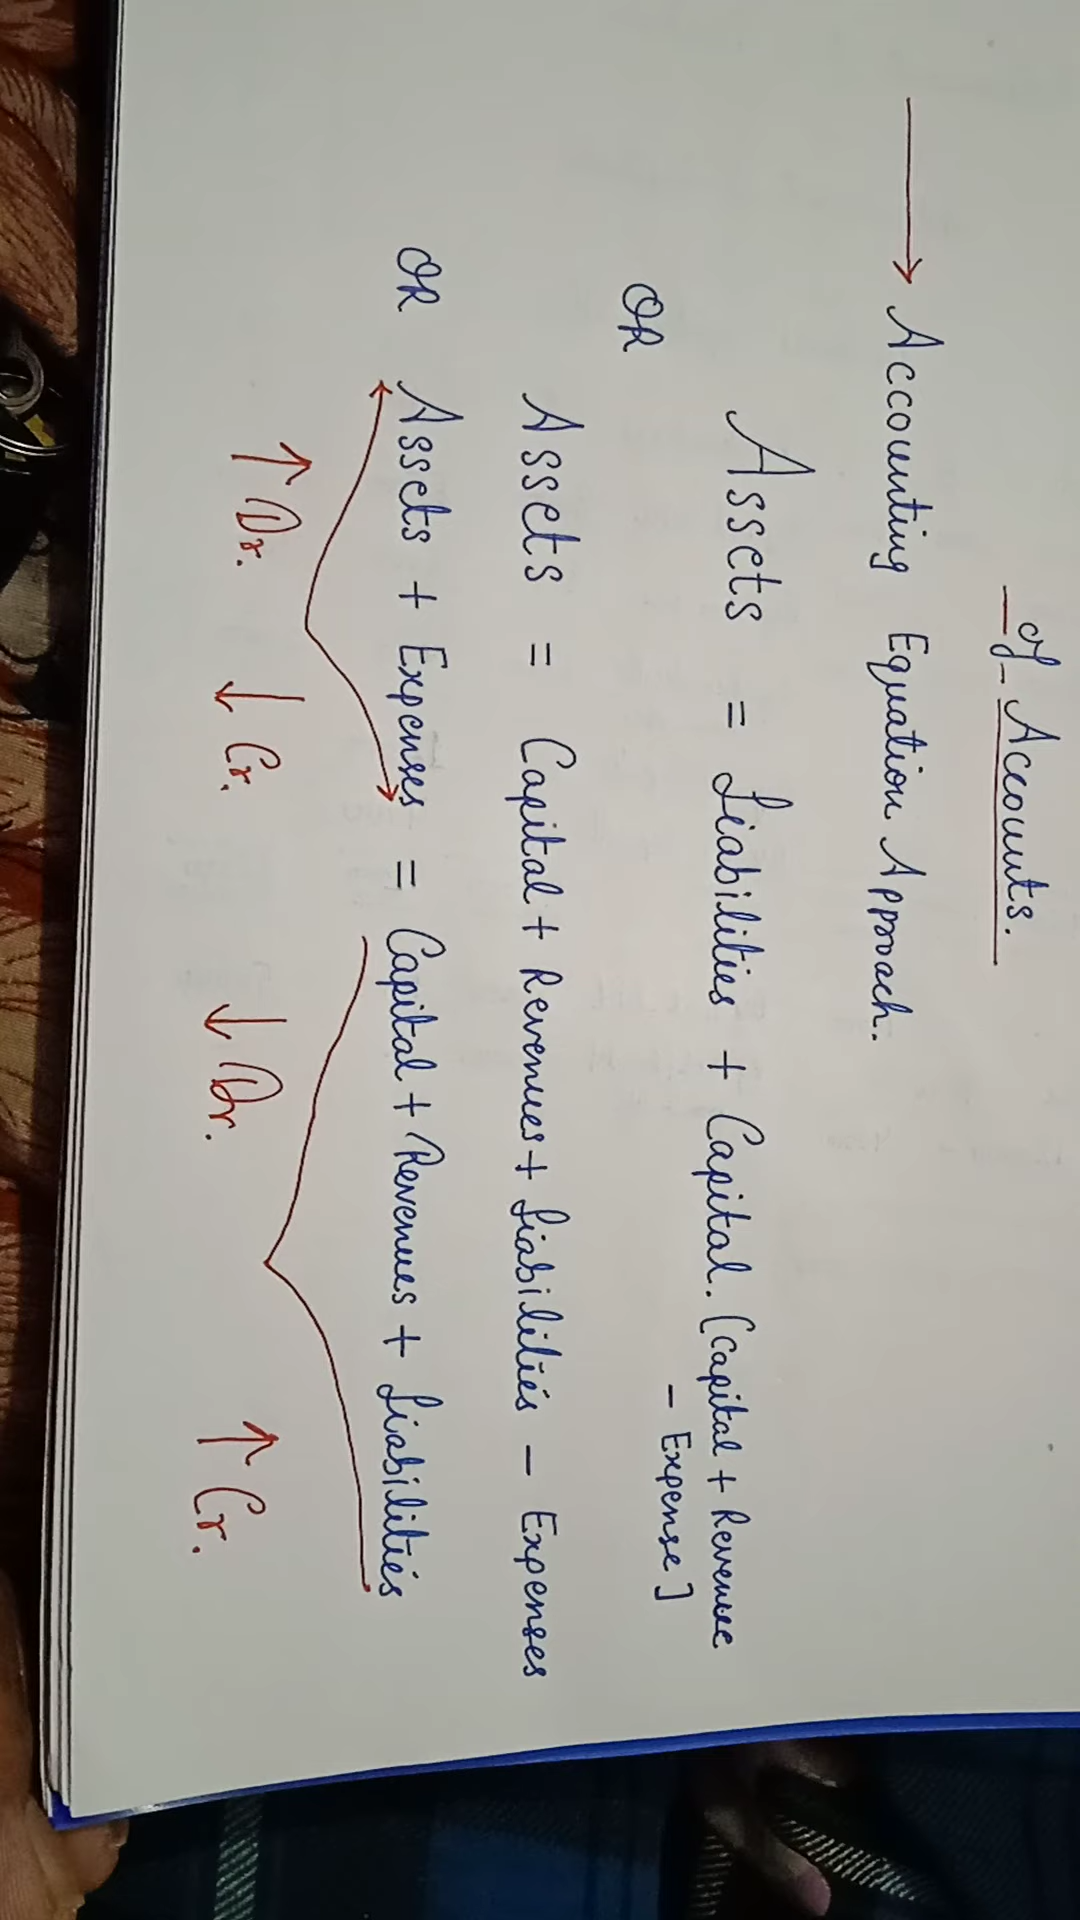 of Accounts.
→ Accounting Equation Approach.
Assets = Liabilities + Capital. [Capital + Revenue
- Expense]
OR
Assets = Capital + Revenues + Liabilities - Expenses
OR Assets + Expenses = Capital + Revenues + Liabilities
↑ Dr. ↓ Cr. ↓ Dr. ↑ Cr.